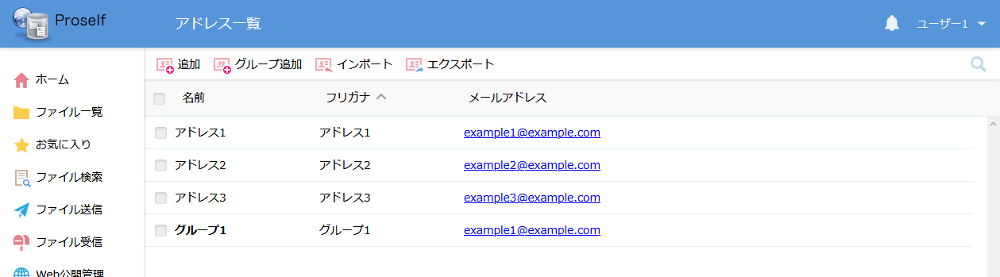 Proself
アドレス一覧
ユーザー1
追加 グループ追加 インポート エクスポート
ホーム
ファイル一覧
お気に入り
ファイル検索
ファイル送信
ファイル受信
Web公開管理
名前 フリガナ メールアドレス
アドレス1 アドレス1 example1@example.com
アドレス2 アドレス2 example2@example.com
アドレス3 アドレス3 example3@example.com
グループ1 グループ1 example1@example.com